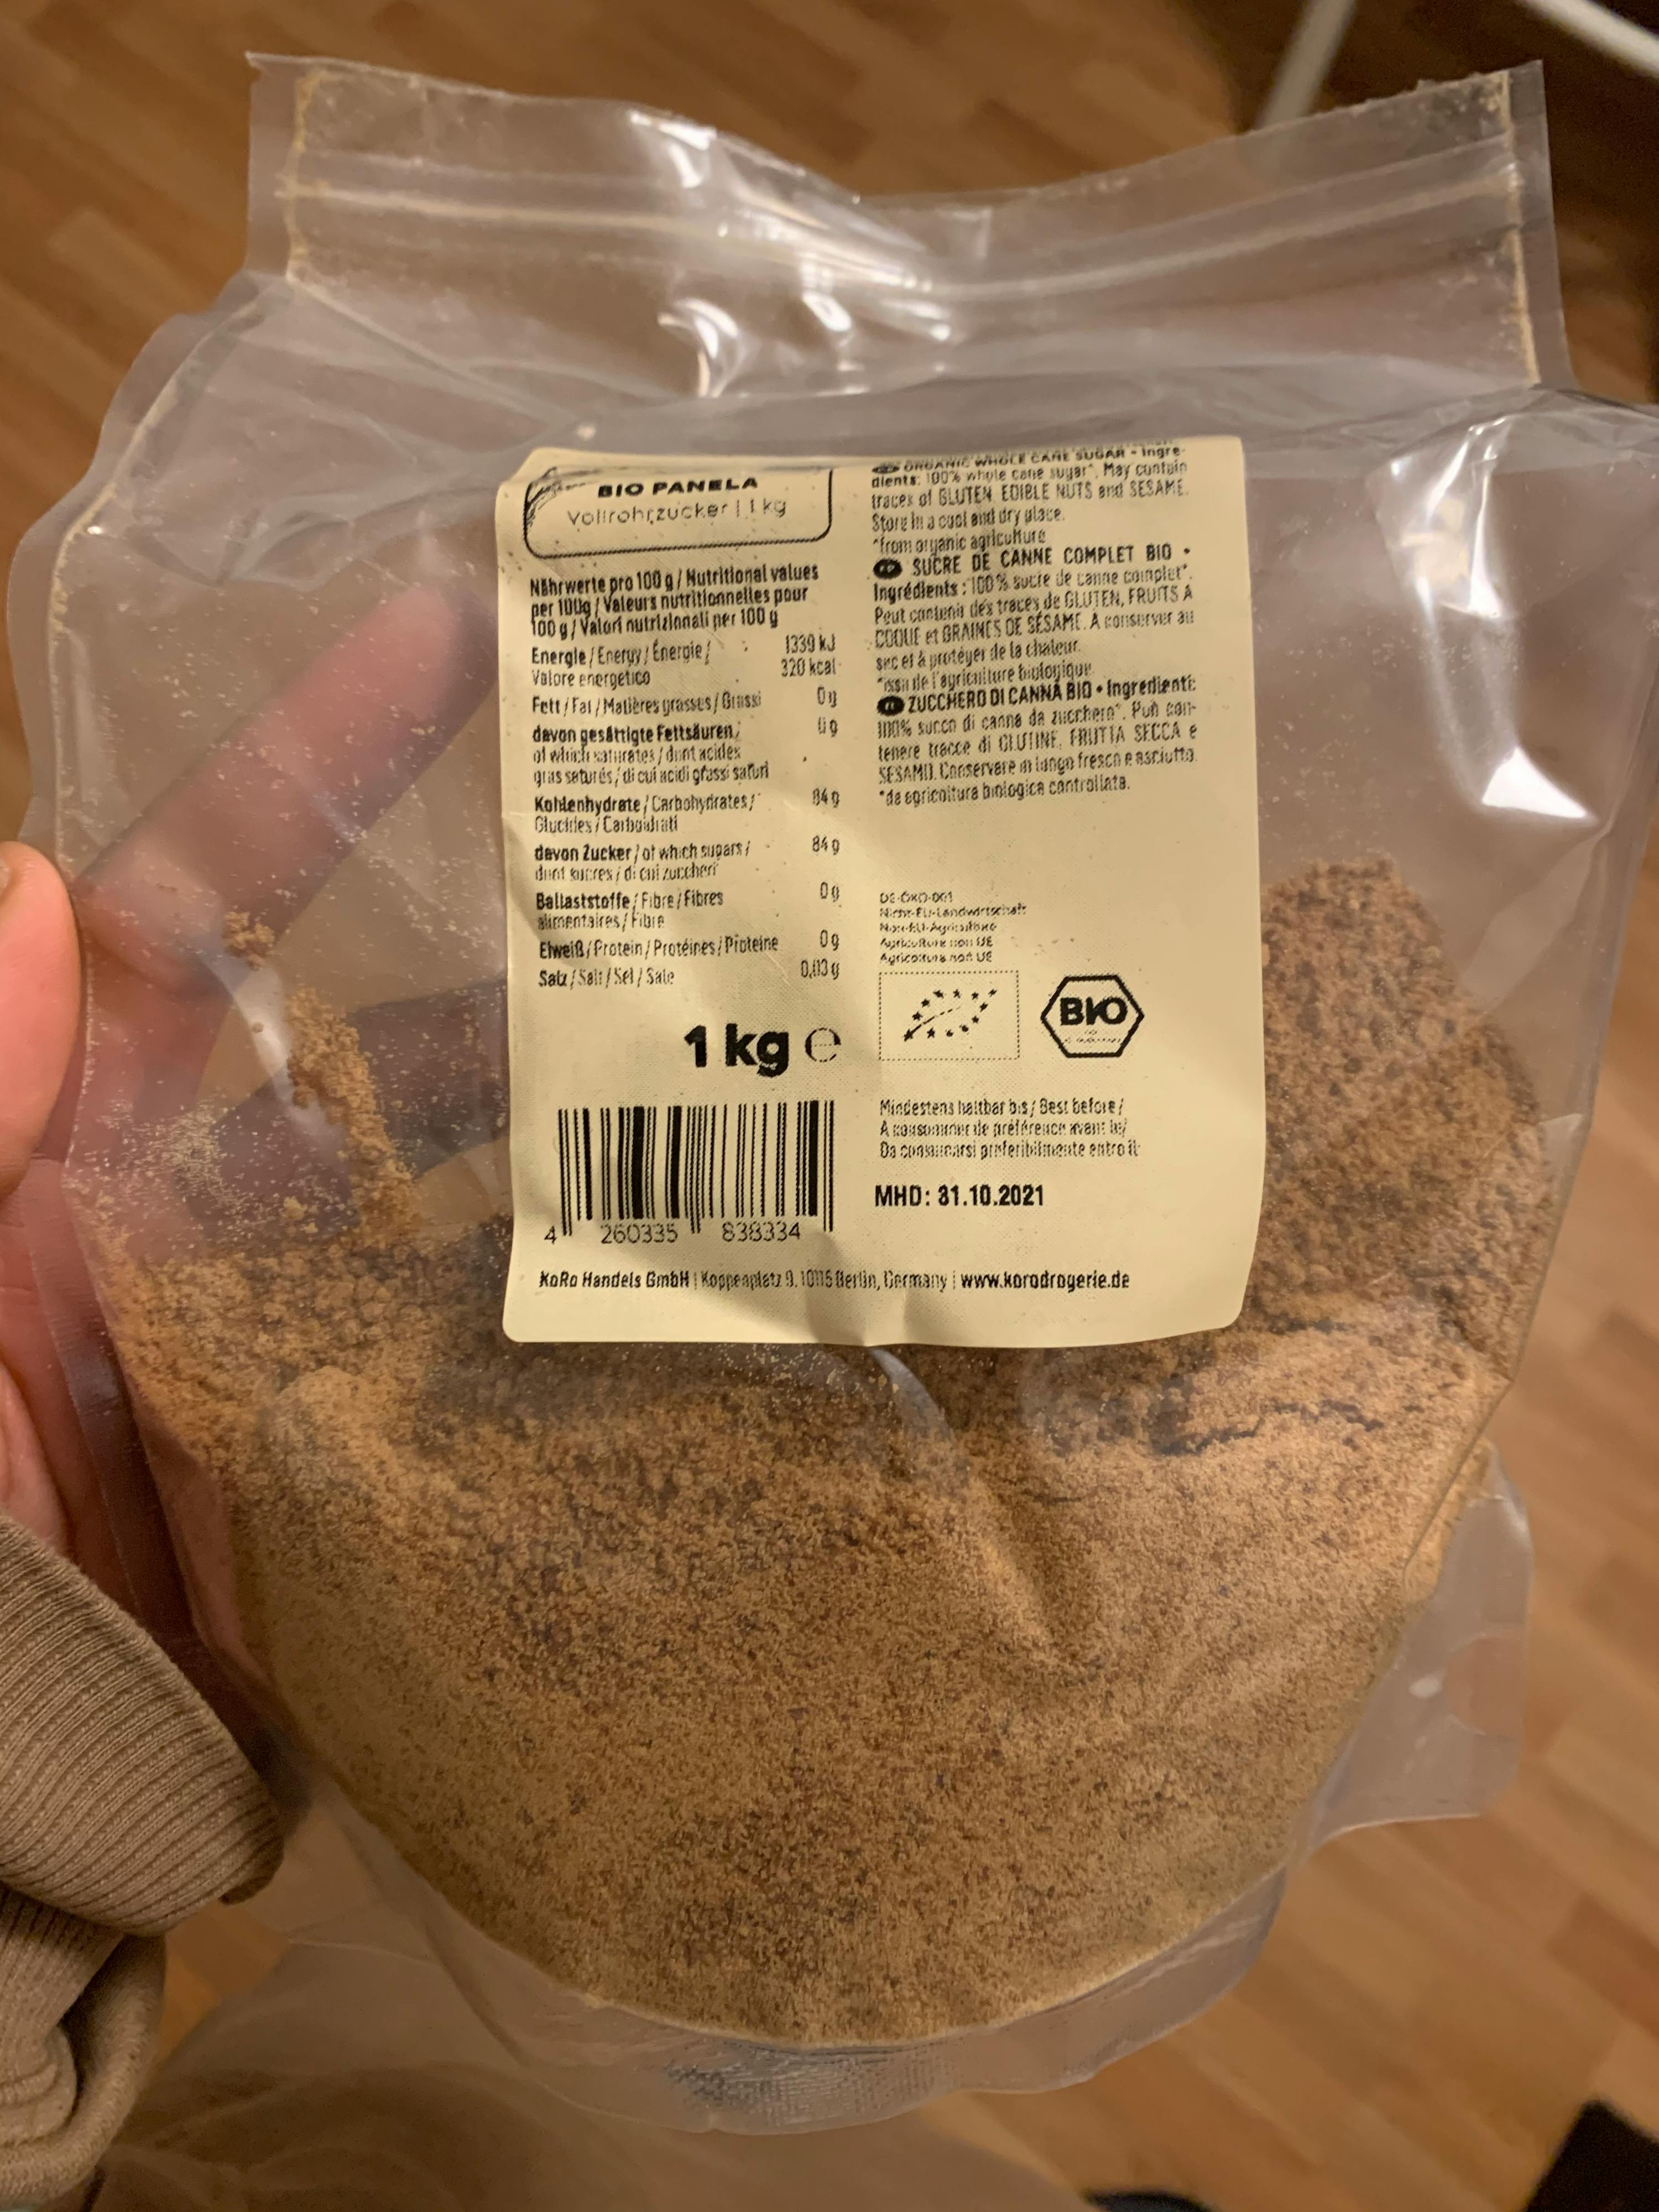 BIO PANELA
Vollrohrzucker | 1 kg
Nährwerte pro 100 g / Nutritional values
per 100g / Valeurs nutritionnelles pour
100 g / Valori nutrizionali per 100 g
Energie / Energy / Énergie / 1339 kJ
Valore energetico 320 kcal
Fett / Fat / Matières grasses / Grassi 0 g
davon gesättigte Fettsäuren / 0 g
of which saturates / dont acides
gras saturés / di cui acidi grassi saturi
Kohlenhydrate / Carbohydrates / 84 g
Glucides / Carboidrati
davon Zucker / of which sugars / 84 g
dont sucres / di cui zuccheri
Ballaststoffe / Fibre / Fibres 0 g
alimentaires / Fibre
Eiweiß / Protein / Protéines / Proteine 0 g
Salz / Salt / Sel / Sale 0,03 g
1 kg ℮
4 260335 838334
ORGANIC WHOLE CANE SUGAR • Ingre-
dients: 100% whole cane sugar*. May contain
traces of GLUTEN, EDIBLE NUTS and SESAME.
Store in a cool and dry place.
*from organic agriculture
SUCRE DE CANNE COMPLET BIO •
Ingrédients : 100% sucre de canne complet*.
Peut contenir des traces de GLUTEN, FRUITS À
COQUE et GRAINES DE SÉSAME. A conserver au
sec et à protéger de la chaleur.
*issu de l'agriculture biologique.
ZUCCHERO DI CANNA BIO • Ingredienti:
100% succo di canna da zucchero*. Può con-
tenere tracce di GLUTINE, FRUTTA SECCA e
SESAMO. Conservare in luogo fresco e asciutto.
*da agricoltura biologica controllata.
DE-ÖKO-001
Nicht-EU-Landwirtschaft
Non-EU-Agriculture
Agriculture non UE
Agricoltura non UE
BIO
Mindestens haltbar bis / Best before /
A consommer de préférence avant le /
Da consumarsi preferibilmente entro il:
MHD: 31.10.2021
KoRo Handels GmbH | Koppenplatz 9, 10115 Berlin, Germany | www.korodrogerie.de